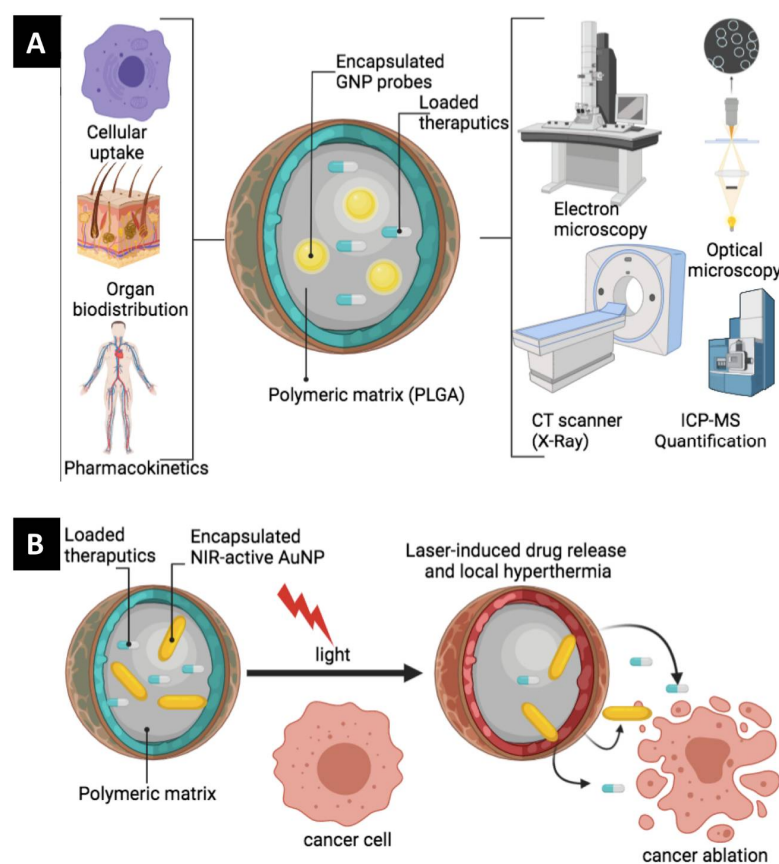 A
Cellular
uptake
Organ
biodistribution
Pharmacokinetics
Encapsulated
GNP probes
Loaded
theraputics
Polymeric matrix (PLGA)
Electron
microscopy
Optical
microscopy
CT scanner
(X-Ray)
ICP-MS
Quantification
B
Loaded
theraputics
Encapsulated
NIR-active AuNP
Polymeric matrix
light
cancer cell
Laser-induced drug release
and local hyperthermia
cancer ablation